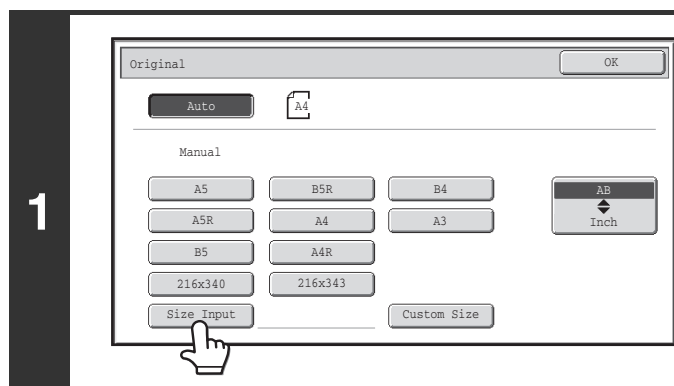 1
Original OK
Auto A4
Manual
A5 B5R B4 AB
A5R A4 A3 Inch
B5 A4R
216x340 216x343
Size Input Custom Size